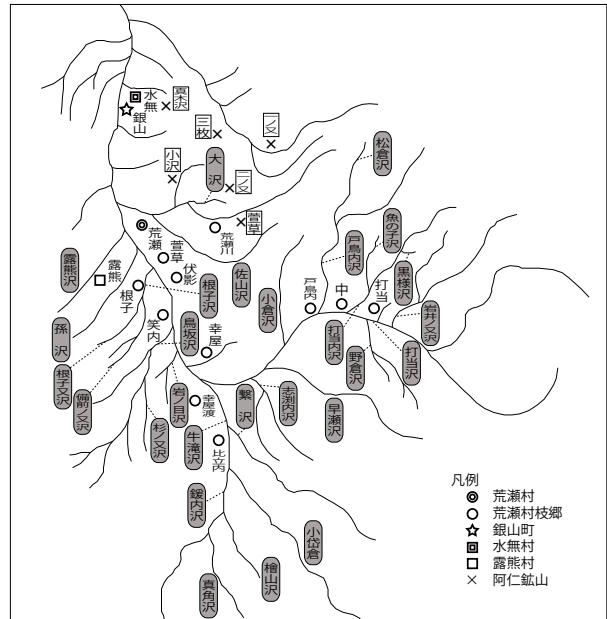 水無
銀山
真木沢
三枚
一ノ又
小沢
大沢
二ノ又
萱草
荒瀬川
松倉沢
魚の子沢
戸鳥内沢
黒様沢
岩井ノ又沢
荒瀬
萱草
伏影
露熊沢
露熊
根子
根子沢
佐山沢
小倉沢
戸鳥内
中
打当
笑内
鳥坂沢
幸屋
打当内沢
野倉沢
打当沢
孫沢
根子又沢
備前ノ又沢
杉ノ又沢
岩ノ目沢
幸屋渡
牛滝沢
繋沢
志渕内沢
早瀬沢
比立内
鍰内沢
小岱倉
檜山沢
真角沢
凡例
荒瀬村
荒瀬村枝郷
銀山町
水無村
露熊村
阿仁鉱山